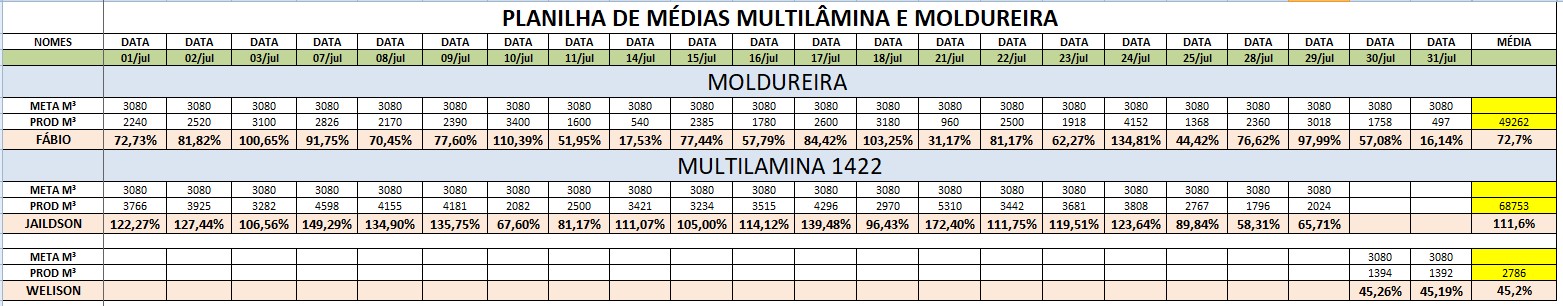 PLANILHA DE MÉDIAS MULTILÂMINA E MOLDUREIRA
NOMES DATA DATA DATA DATA DATA DATA DATA DATA DATA DATA DATA DATA DATA DATA DATA DATA DATA DATA DATA DATA DATA DATA MÉDIA
01/jul 02/jul 03/jul 07/jul 08/jul 09/jul 10/jul 11/jul 14/jul 15/jul 16/jul 17/jul 18/jul 21/jul 22/jul 23/jul 24/jul 25/jul 28/jul 29/jul 30/jul 31/jul
MOLDUREIRA
META M³ 3080 3080 3080 3080 3080 3080 3080 3080 3080 3080 3080 3080 3080 3080 3080 3080 3080 3080 3080 3080 3080 3080
PROD M³ 2240 2520 3100 2826 2170 2390 3400 1600 540 2385 1780 2600 3180 960 2500 1918 4152 1368 2360 3018 1758 497 49262
FÁBIO 72,73% 81,82% 100,65% 91,75% 70,45% 77,60% 110,39% 51,95% 17,53% 77,44% 57,79% 84,42% 103,25% 31,17% 81,17% 62,27% 134,81% 44,42% 76,62% 97,99% 57,08% 16,14% 72,7%
MULTILAMINA 1422
META M³ 3080 3080 3080 3080 3080 3080 3080 3080 3080 3080 3080 3080 3080 3080 3080 3080 3080 3080 3080 3080
PROD M³ 3766 3925 3282 4598 4155 4181 2082 2500 3421 3234 3515 4296 2970 5310 3442 3681 3808 2767 1796 2024 68753
JAILDSON 122,27% 127,44% 106,56% 149,29% 134,90% 135,75% 67,60% 81,17% 111,07% 105,00% 114,12% 139,48% 96,43% 172,40% 111,75% 119,51% 123,64% 89,84% 58,31% 65,71% 111,6%
META M³ 3080 3080
PROD M³ 1394 1392 2786
WELISON 45,26% 45,19% 45,2%